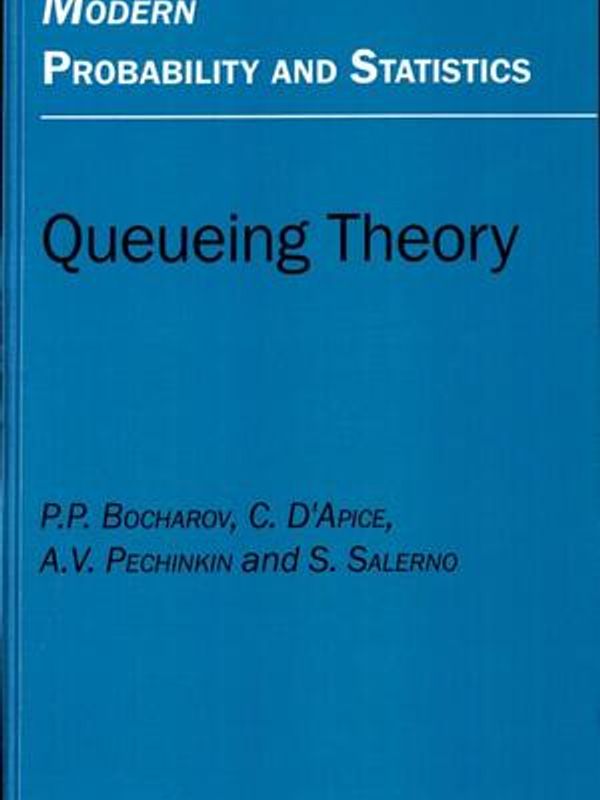 MODERN
PROBABILITY AND STATISTICS
Queueing Theory
P.P. BOCHAROV, C. D'APICE,
A.V. PECHINKIN and S. SALERNO